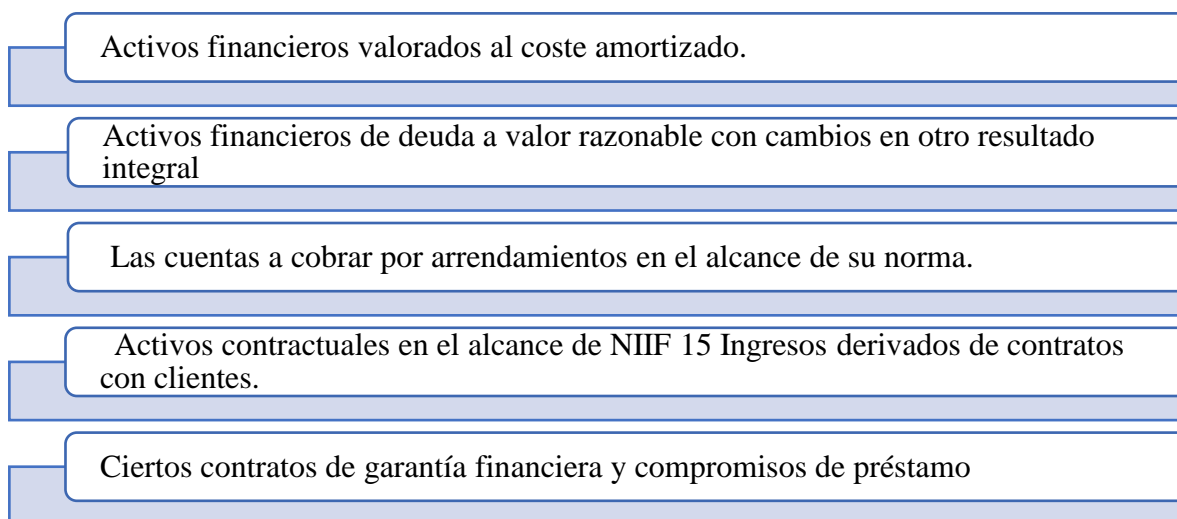 Activos financieros valorados al coste amortizado.
Activos financieros de deuda a valor razonable con cambios en otro resultado
integral
Las cuentas a cobrar por arrendamientos en el alcance de su norma.
Activos contractuales en el alcance de NIIF 15 Ingresos derivados de contratos
con clientes.
Ciertos contratos de garantía financiera y compromisos de préstamo